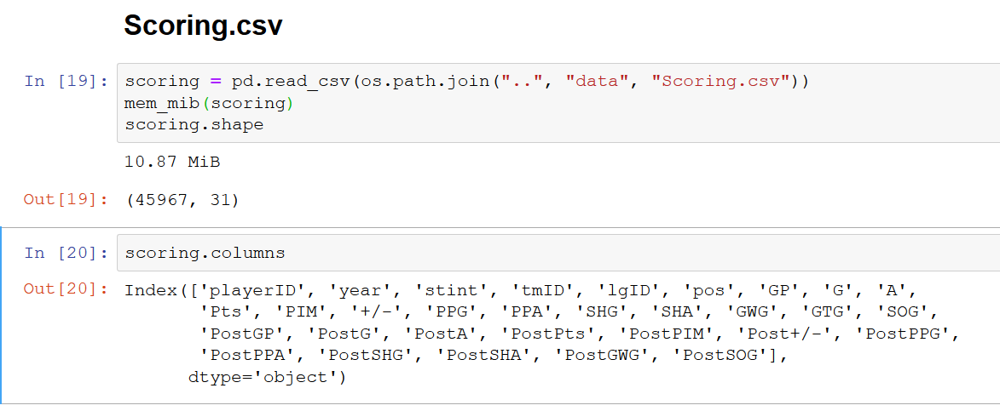 Scoring.csv
In [19]: scoring = pd.read_csv(os.path.join("..", "data", "Scoring.csv"))
mem_mib(scoring)
scoring.shape
10.87 MiB
Out[19]: (45967, 31)
In [20]: scoring.columns
Out[20]: Index(['playerID', 'year', 'stint', 'tmID', 'lgID', 'pos', 'GP', 'G', 'A',
'Pts', 'PIM', '+/-', 'PPG', 'PPA', 'SHG', 'SHA', 'GWG', 'GTG', 'SOG',
'PostGP', 'PostG', 'PostA', 'PostPts', 'PostPIM', 'Post+/-', 'PostPPG',
'PostPPA', 'PostSHG', 'PostSHA', 'PostGWG', 'PostSOG'],
dtype='object')